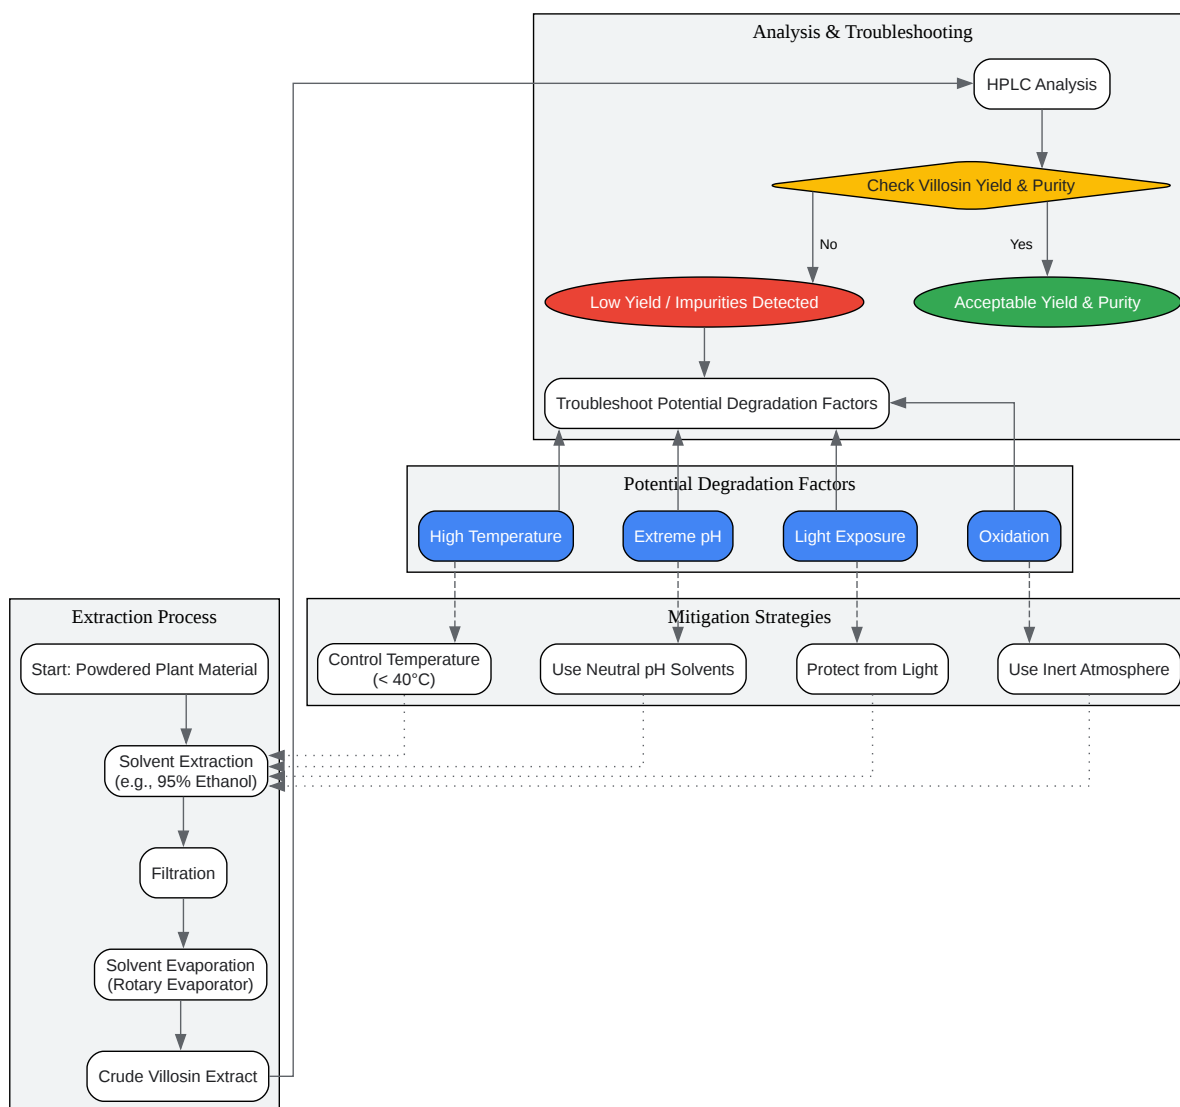 Analysis & Troubleshooting
HPLC Analysis
Check Villosin Yield & Purity
No
Yes
Low Yield / Impurities Detected
Acceptable Yield & Purity
Troubleshoot Potential Degradation Factors
Potential Degradation Factors
High Temperature
Extreme pH
Light Exposure
Oxidation
Mitigation Strategies
Control Temperature
(< 40°C)
Use Neutral pH Solvents
Protect from Light
Use Inert Atmosphere
Extraction Process
Start: Powdered Plant Material
Solvent Extraction
(e.g., 95% Ethanol)
Filtration
Solvent Evaporation
(Rotary Evaporator)
Crude Villosin Extract